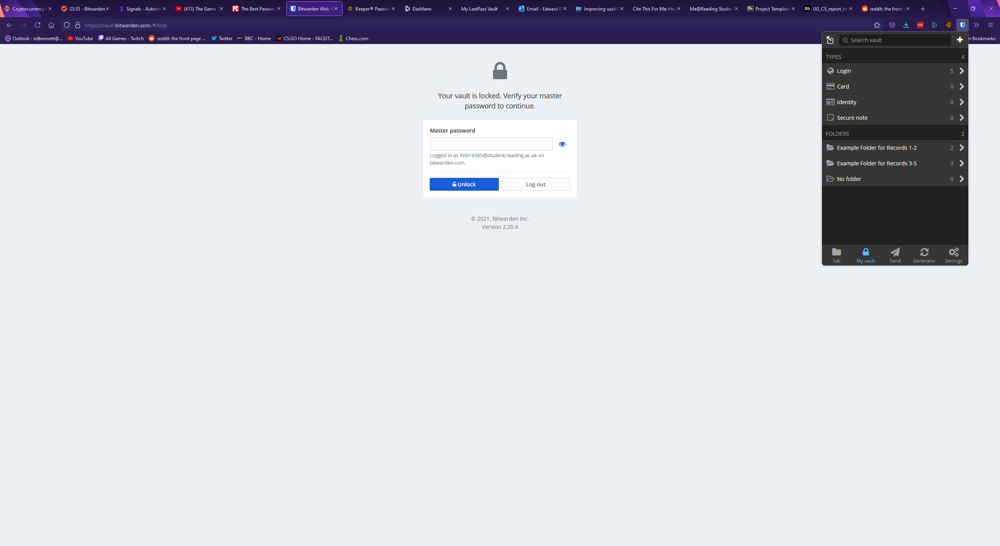 Cryptocurrency
23:35 - Bitwarden
Signals - Automa
(415) The Game T
The Best Passwor
Bitwarden Web V
Keeper® Passwo
Dashlane
My LastPass Vault
Email - Edward B
Improving usabil
Cite This For Me: Har
Me@Reading Studen
Project Template
UG_CS_report_te
reddit: the front p
https://vault.bitwarden.com/#/lock
Outlook - edbennett@...
YouTube
All Games - Twitch
reddit: the front page ...
Twitter
BBC - Home
CS:GO Home - FACEIT...
Chess.com
er Bookmarks
Your vault is locked. Verify your master
password to continue.
Master password
Logged in as fm014385@student.reading.ac.uk on
bitwarden.com.
Unlock
Log out
© 2021, Bitwarden Inc.
Version 2.20.4
Search vault
TYPES 4
Login 5
Card 0
Identity 0
Secure note 0
FOLDERS 2
Example Folder for Records 1-2 2
Example Folder for Records 3-5 3
No folder 0
Tab
My vault
Send
Generator
Settings